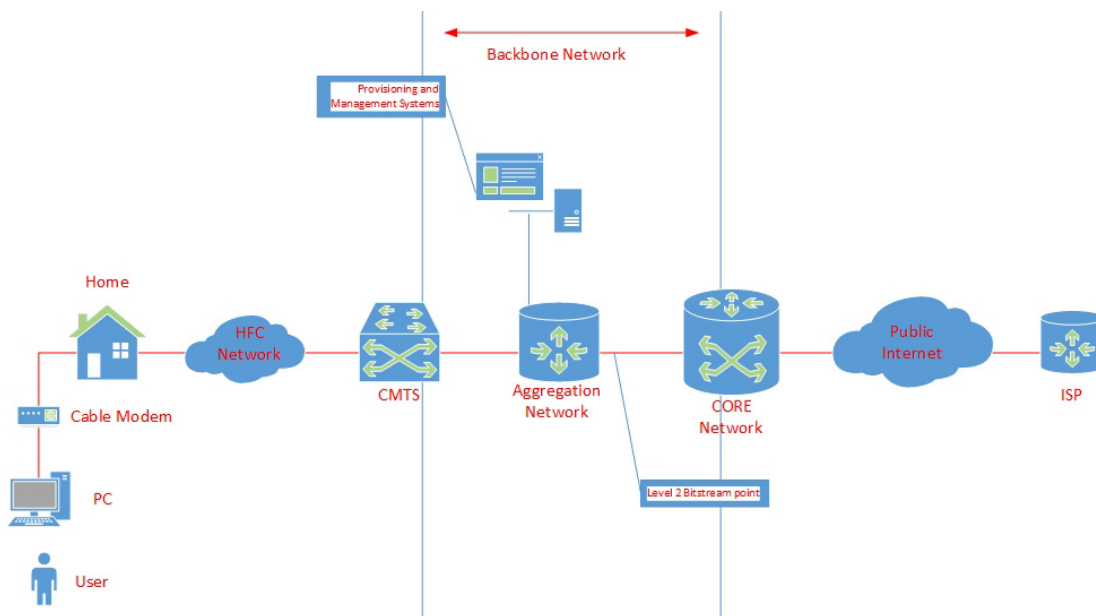 Backbone Network
Provisioning and
Management Systems
Home
HFC
Network
CMTS
Aggregation
Network
CORE
Network
Public
Internet
ISP
Cable Modem
Level 2 Bitstream point
PC
User